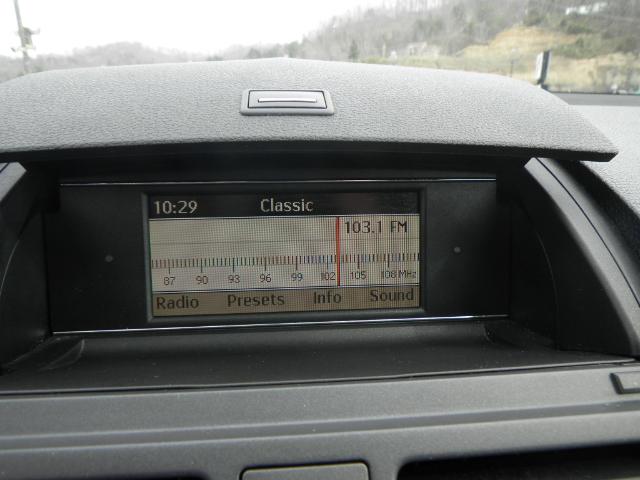 10:29 Classic
103.1 FM
87 90 93 96 99 102 105 108 MHz
Radio Presets Info Sound